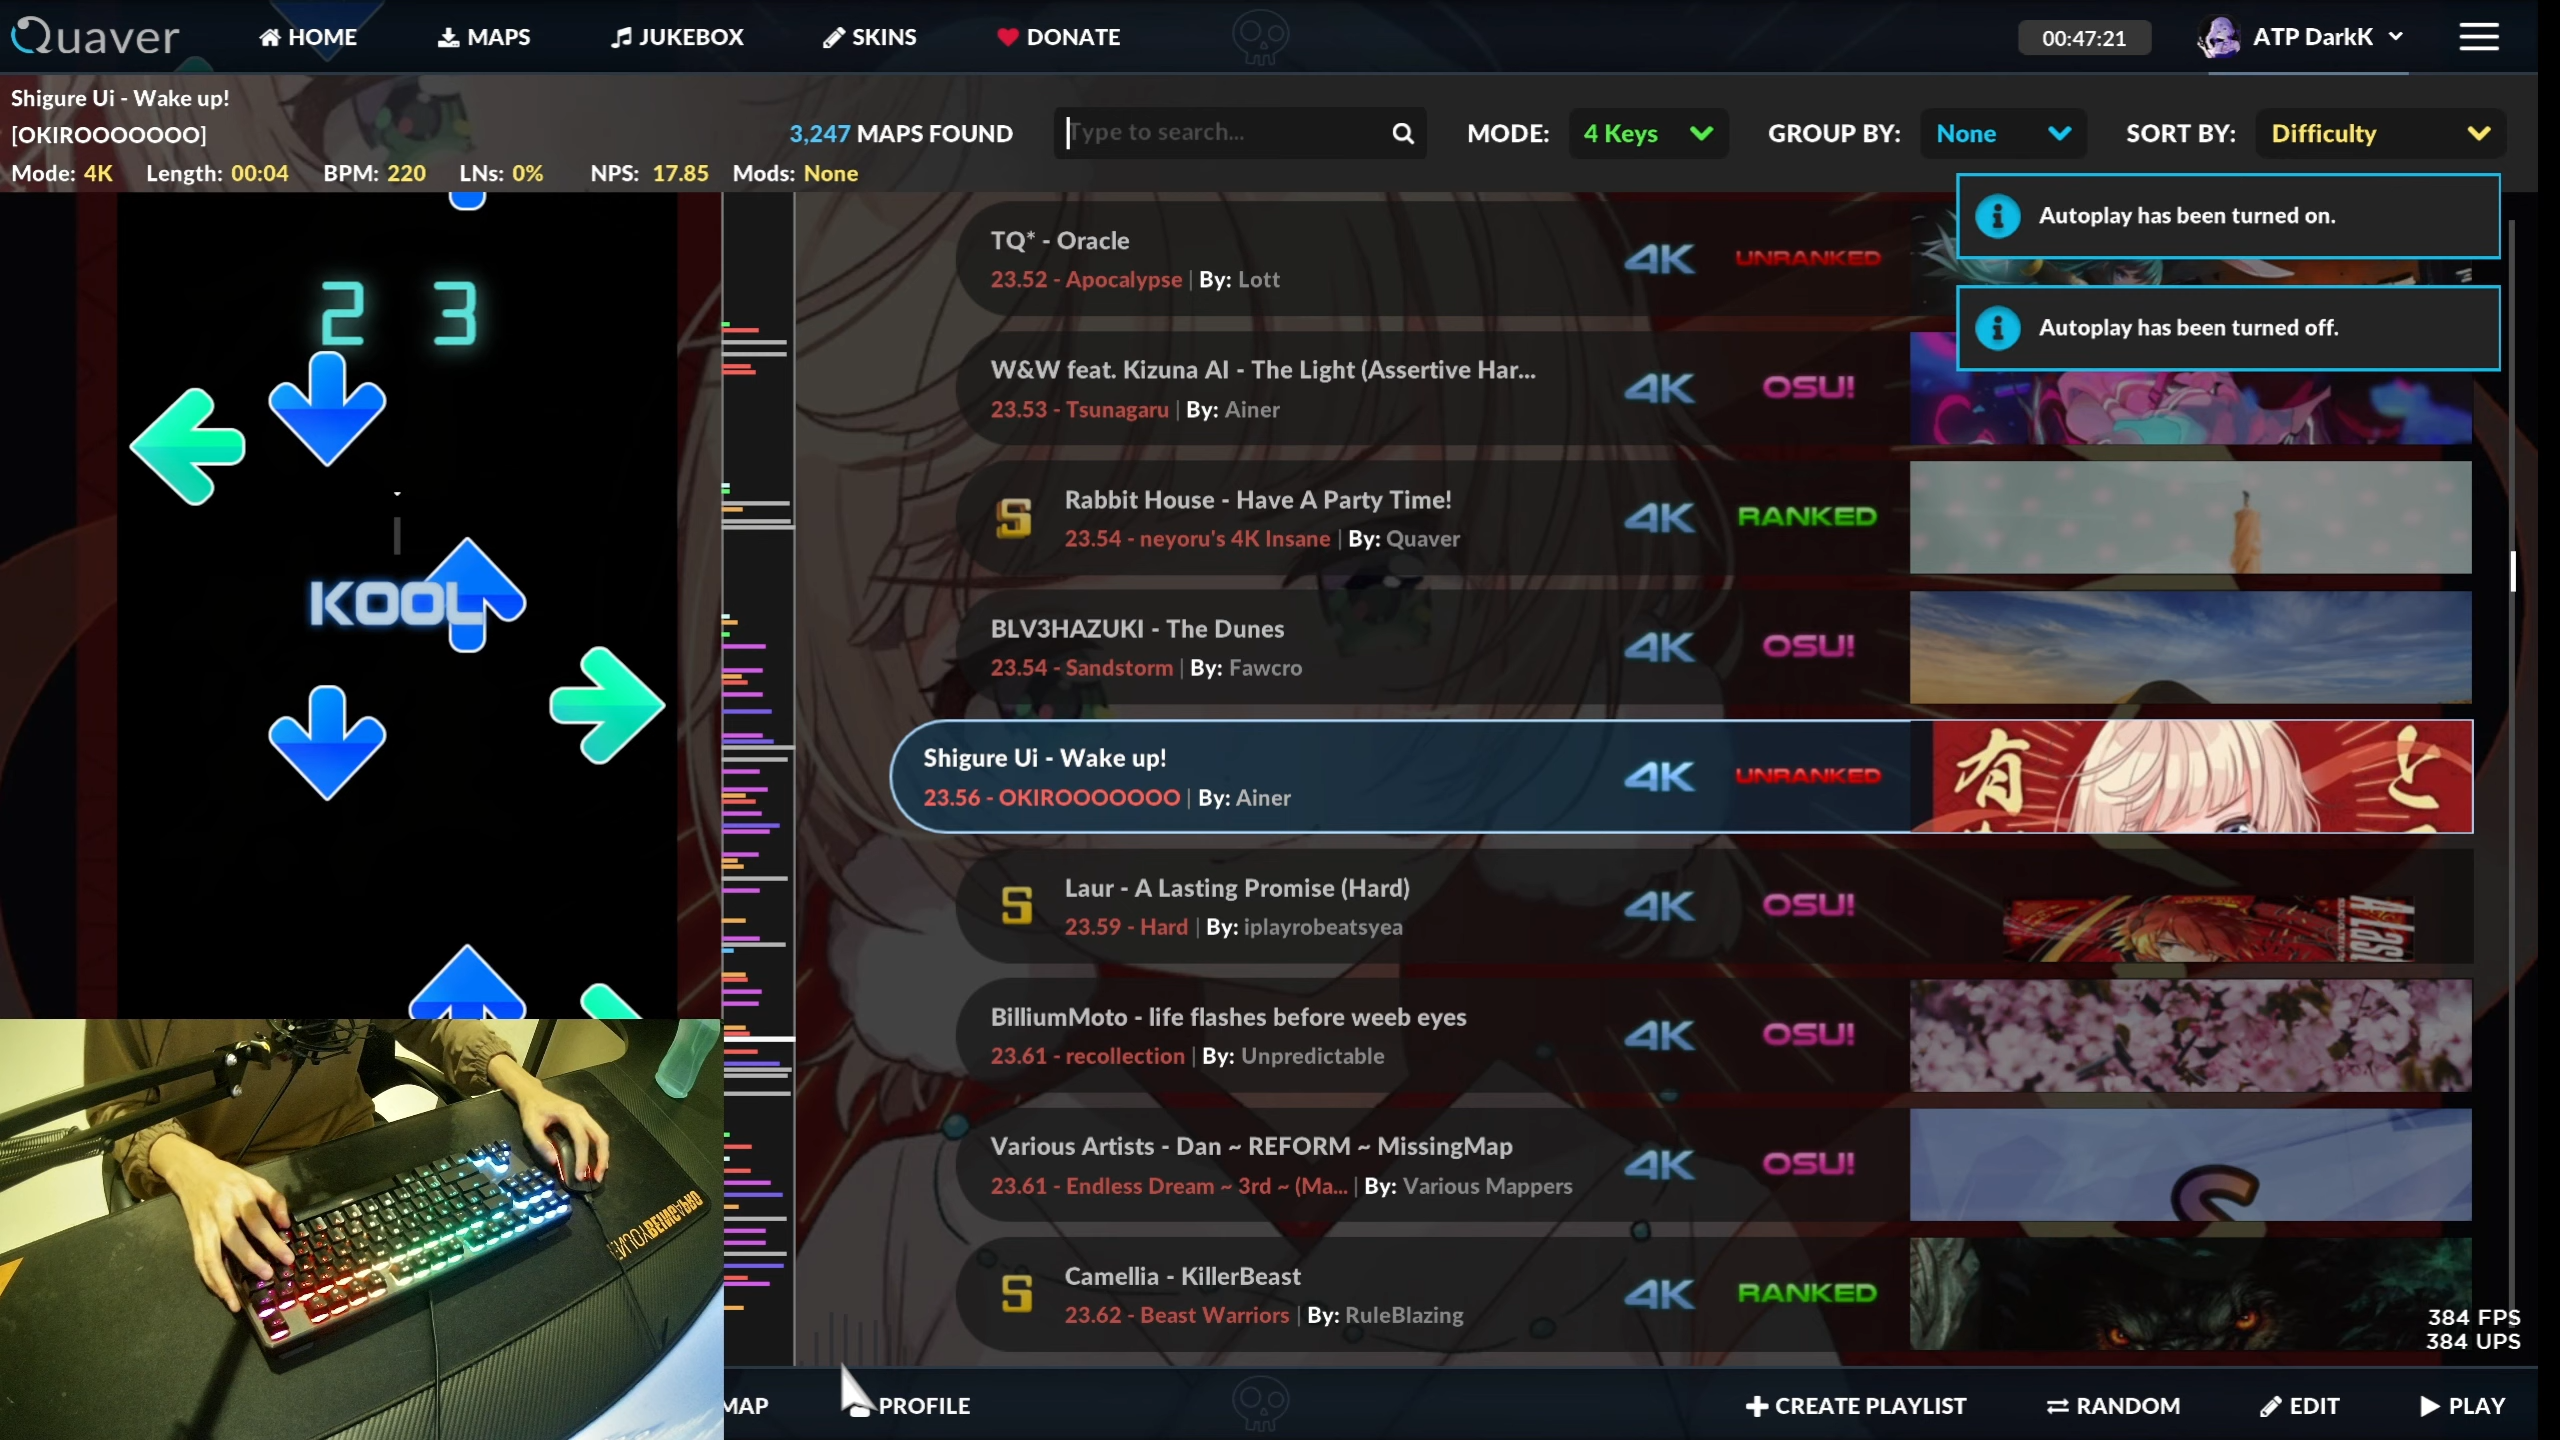 Quaver
HOME
MAPS
JUKEBOX
SKINS
DONATE
00:47:21
ATP DarkK
Shigure Ui - Wake up!
[OKIROOOOOOO]
Mode: 4K Length: 00:04 BPM: 220 LNs: 0% NPS: 17.85 Mods: None
3,247 MAPS FOUND
Type to search...
MODE: 4 Keys
GROUP BY: None
SORT BY: Difficulty
Autoplay has been turned on.
Autoplay has been turned off.
2 3
KOOL
TQ* - Oracle
23.52 - Apocalypse | By: Lott
4K UNRANKED
W&W feat. Kizuna AI - The Light (Assertive Har...
23.53 - Tsunagaru | By: Ainer
4K OSU!
S
Rabbit House - Have A Party Time!
23.54 - neyoru's 4K Insane | By: Quaver
4K RANKED
BLV3HAZUKI - The Dunes
23.54 - Sandstorm | By: Fawcro
4K OSU!
Shigure Ui - Wake up!
23.56 - OKIROOOOOOO | By: Ainer
4K UNRANKED
有 と
S
Laur - A Lasting Promise (Hard)
23.59 - Hard | By: iplayrobeatsyea
4K OSU!
BilliumMoto - life flashes before weeb eyes
23.61 - recollection | By: Unpredictable
4K OSU!
Various Artists - Dan ~ REFORM ~ MissingMap
23.61 - Endless Dream ~ 3rd ~ (Ma... | By: Various Mappers
4K OSU!
S
Camellia - KillerBeast
23.62 - Beast Warriors | By: RuleBlazing
4K RANKED
384 FPS
384 UPS
MAP
PROFILE
CREATE PLAYLIST
RANDOM
EDIT
PLAY